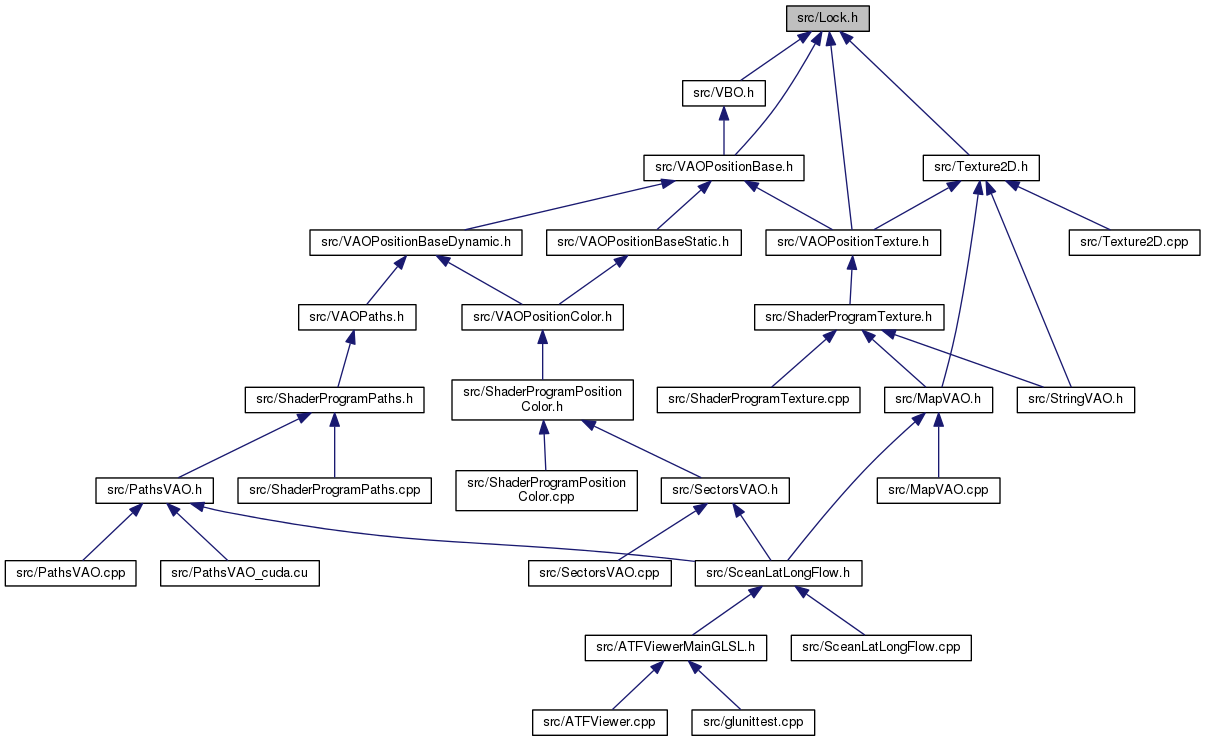 src/Lock.h
src/VBO.h
src/VAOPositionBase.h
src/Texture2D.h
src/VAOPositionBaseDynamic.h
src/VAOPositionBaseStatic.h
src/VAOPositionTexture.h
src/Texture2D.cpp
src/VAOPaths.h
src/VAOPositionColor.h
src/ShaderProgramTexture.h
src/ShaderProgramPaths.h
src/ShaderProgramPosition
Color.h
src/ShaderProgramTexture.cpp
src/MapVAO.h
src/StringVAO.h
src/PathsVAO.h
src/ShaderProgramPaths.cpp
src/ShaderProgramPosition
Color.cpp
src/SectorsVAO.h
src/MapVAO.cpp
src/PathsVAO.cpp
src/PathsVAO_cuda.cu
src/SectorsVAO.cpp
src/SceanLatLongFlow.h
src/ATFViewerMainGLSL.h
src/SceanLatLongFlow.cpp
src/ATFViewer.cpp
src/glunittest.cpp